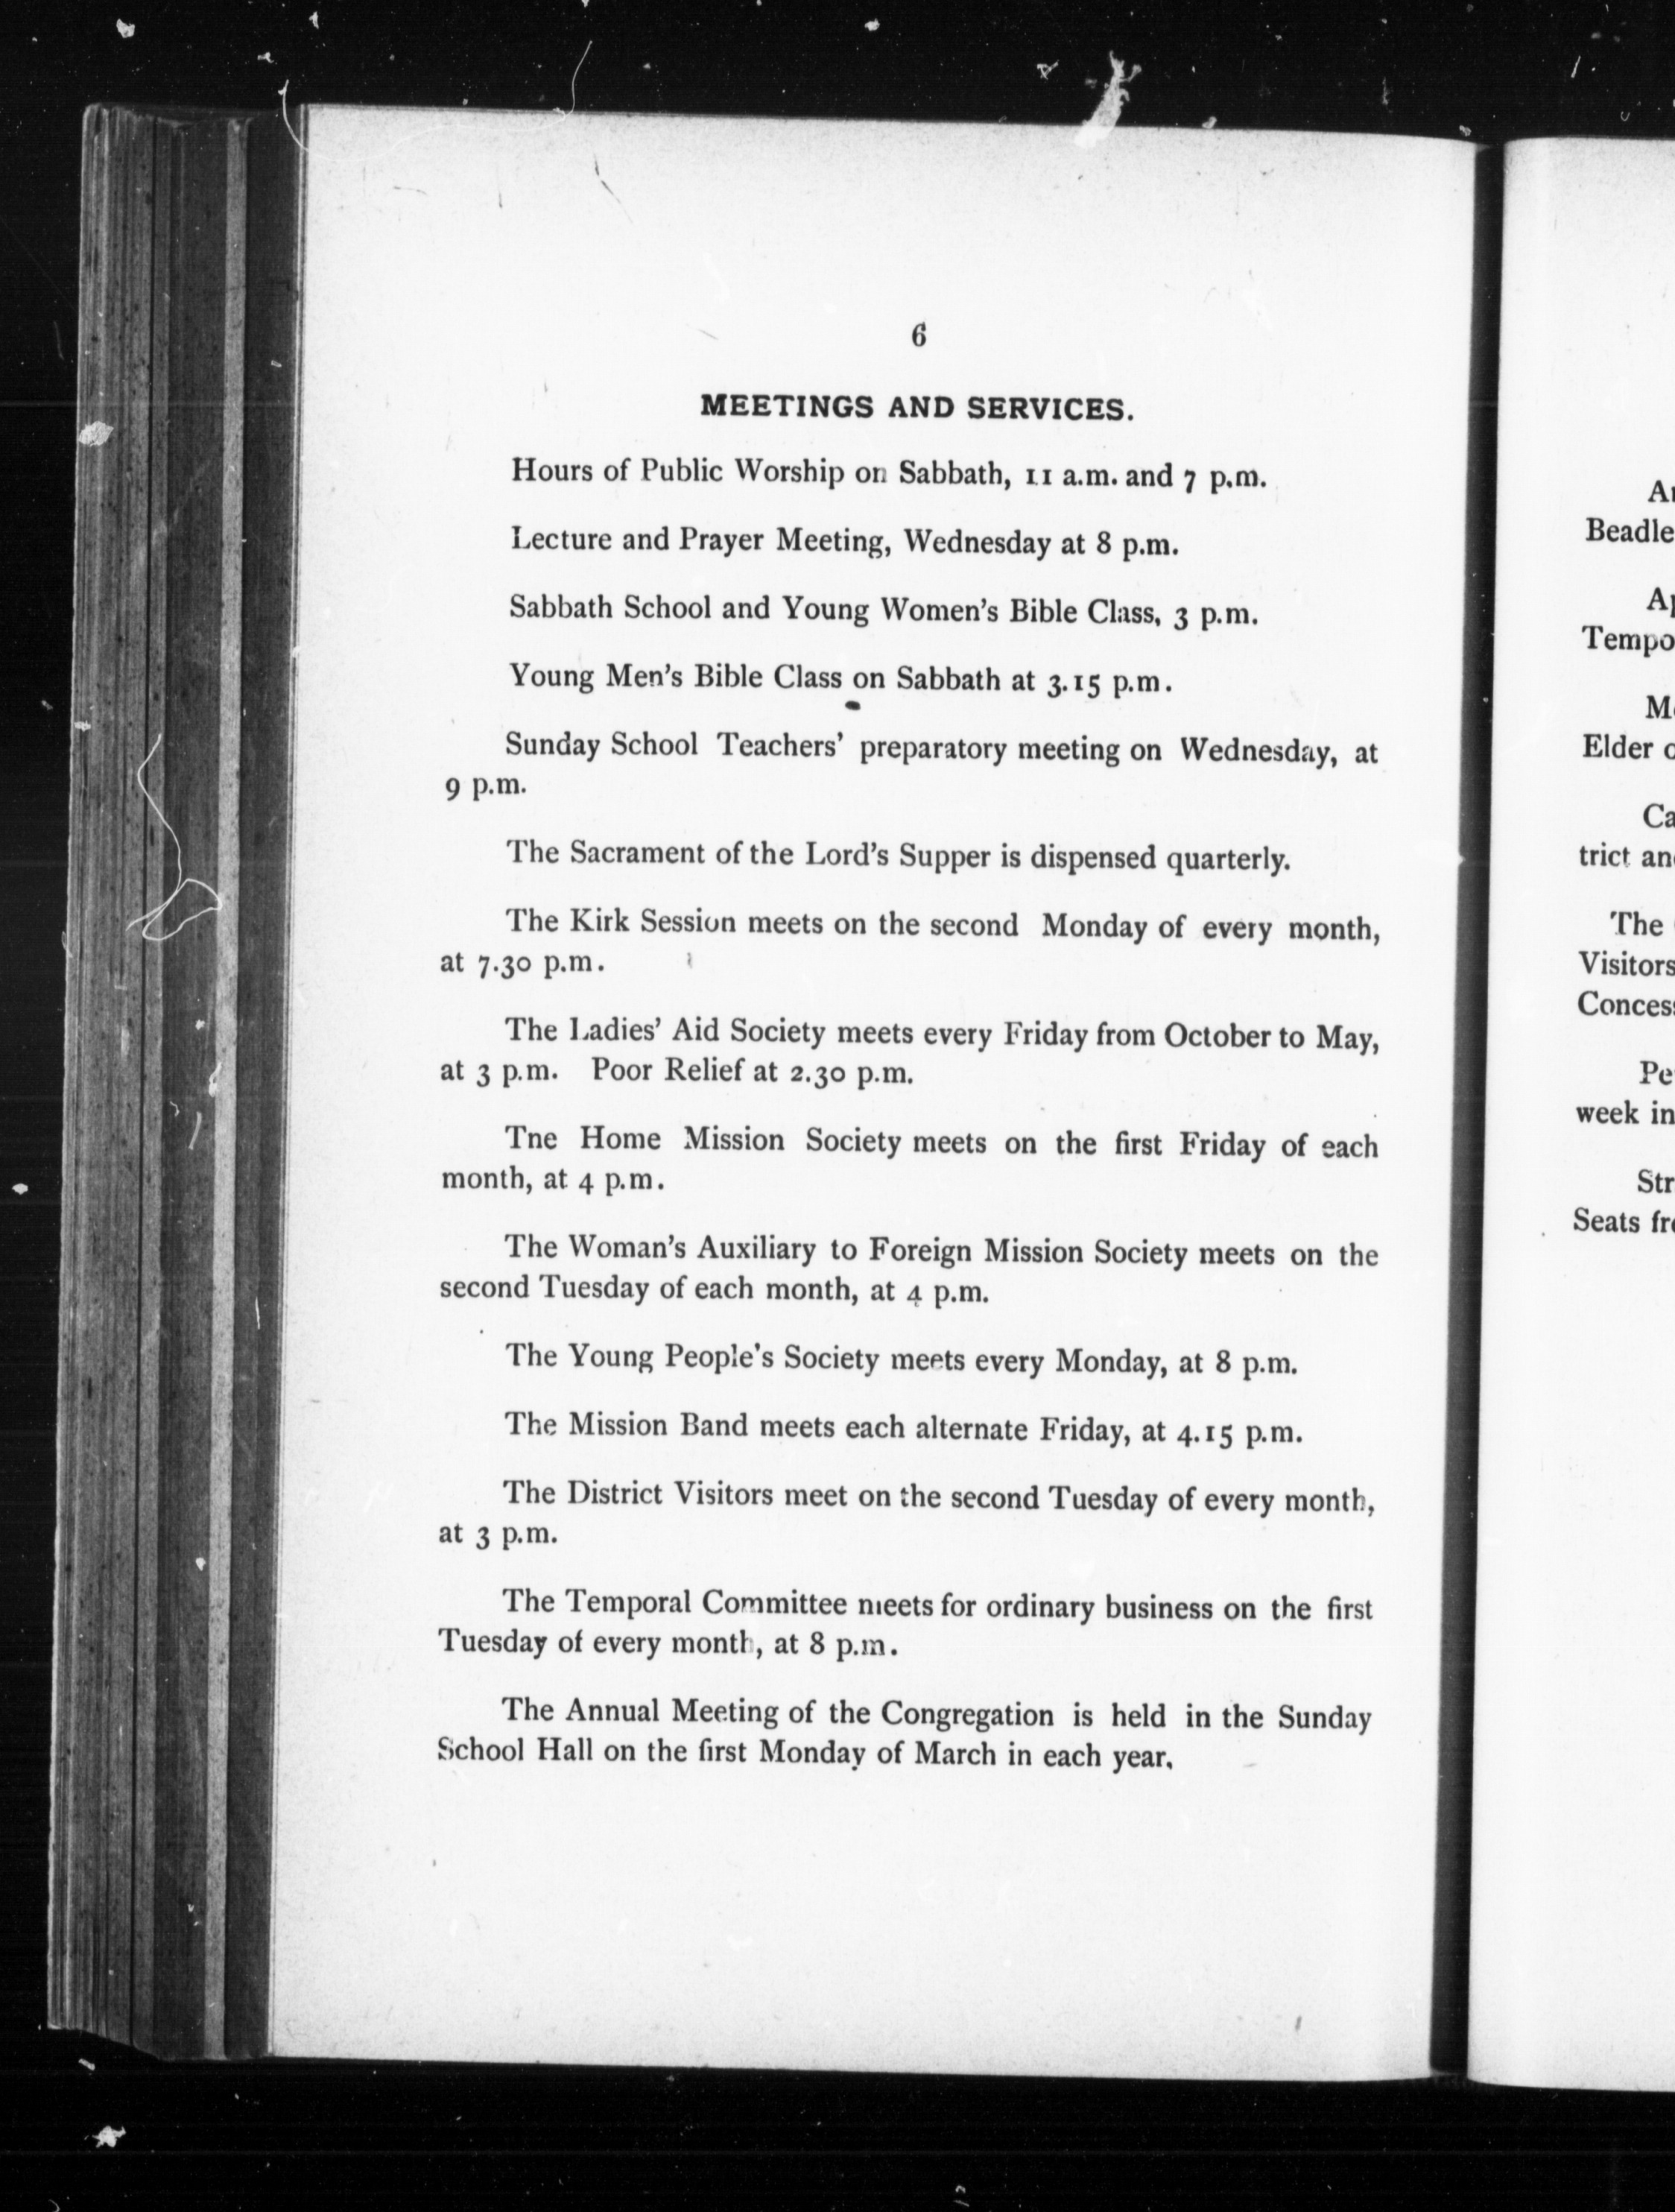 6
MEETINGS AND SERVICES.
Hours of Public Worship on Sabbath, 11 a.m. and 7 p.m.
Lecture and Prayer Meeting, Wednesday at 8 p.m.
Sabbath School and Young Women's Bible Class, 3 p.m.
Young Men's Bible Class on Sabbath at 3.15 p.m.
Sunday School Teachers' preparatory meeting on Wednesday, at
9 p.m.
The Sacrament of the Lord's Supper is dispensed quarterly.
The Kirk Session meets on the second Monday of every month,
at 7.30 p.m.
The Ladies' Aid Society meets every Friday from October to May,
at 3 p.m. Poor Relief at 2.30 p.m.
Tne Home Mission Society meets on the first Friday of each
month, at 4 p.m.
The Woman's Auxiliary to Foreign Mission Society meets on the
second Tuesday of each month, at 4 p.m.
The Young People's Society meets every Monday, at 8 p.m.
The Mission Band meets each alternate Friday, at 4.15 p.m.
The District Visitors meet on the second Tuesday of every month,
at 3 p.m.
The Temporal Committee meets for ordinary business on the first
Tuesday of every month, at 8 p.m.
The Annual Meeting of the Congregation is held in the Sunday
School Hall on the first Monday of March in each year.
Beadle
Tempo
Elder
trict
The
Visitors
week in
Seats